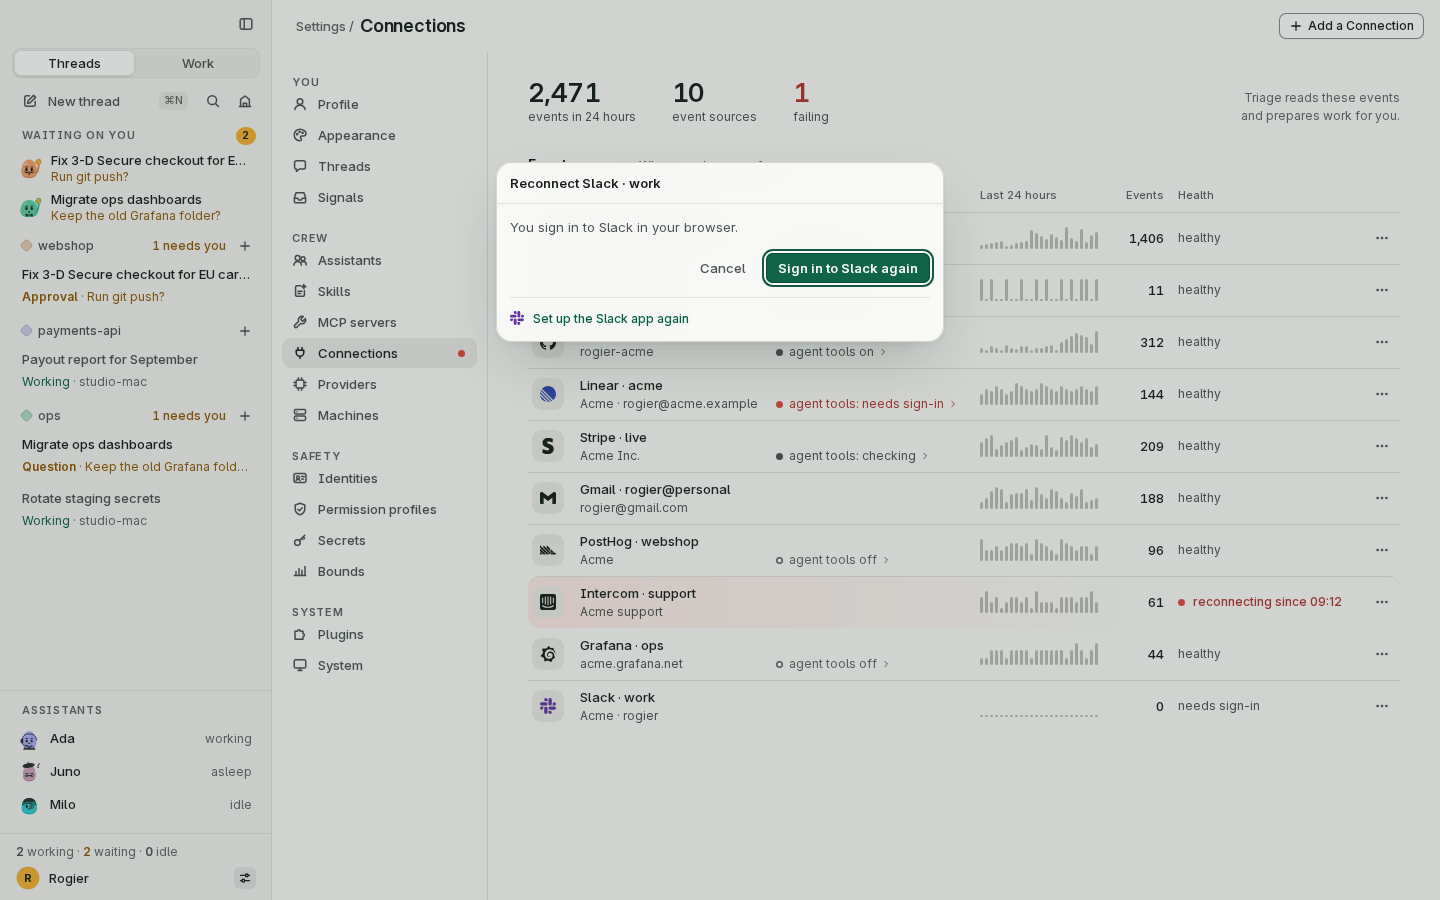 Threads
Work
New thread
⌘N
WAITING ON YOU
2
Fix 3-D Secure checkout for E...
Run git push?
Migrate ops dashboards
Keep the old Grafana folder?
webshop
1 needs you
Fix 3-D Secure checkout for EU car...
Approval · Run git push?
payments-api
Payout report for September
Working · studio-mac
ops
1 needs you
Migrate ops dashboards
Question · Keep the old Grafana fold...
Rotate staging secrets
Working · studio-mac
ASSISTANTS
Ada
working
Juno
asleep
Milo
idle
2 working · 2 waiting · 0 idle
R
Rogier
Settings / Connections
Add a Connection
YOU
Profile
Appearance
Threads
Signals
CREW
Assistants
Skills
MCP servers
Connections
Providers
Machines
SAFETY
Identities
Permission profiles
Secrets
Bounds
SYSTEM
Plugins
System
2,471
events in 24 hours
10
event sources
1
failing
Triage reads these events
and prepares work for you.
Reconnect Slack · work
You sign in to Slack in your browser.
Cancel
Sign in to Slack again
Set up the Slack app again
Last 24 hours
Events
Health
1,406
healthy
11
healthy
rogier-acme
agent tools on
312
healthy
Linear · acme
Acme · rogier@acme.example
agent tools: needs sign-in
144
healthy
Stripe · live
Acme Inc.
agent tools: checking
209
healthy
Gmail · rogier@personal
rogier@gmail.com
188
healthy
PostHog · webshop
Acme
agent tools off
96
healthy
Intercom · support
Acme support
61
reconnecting since 09:12
Grafana · ops
acme.grafana.net
agent tools off
44
healthy
Slack · work
Acme · rogier
0
needs sign-in